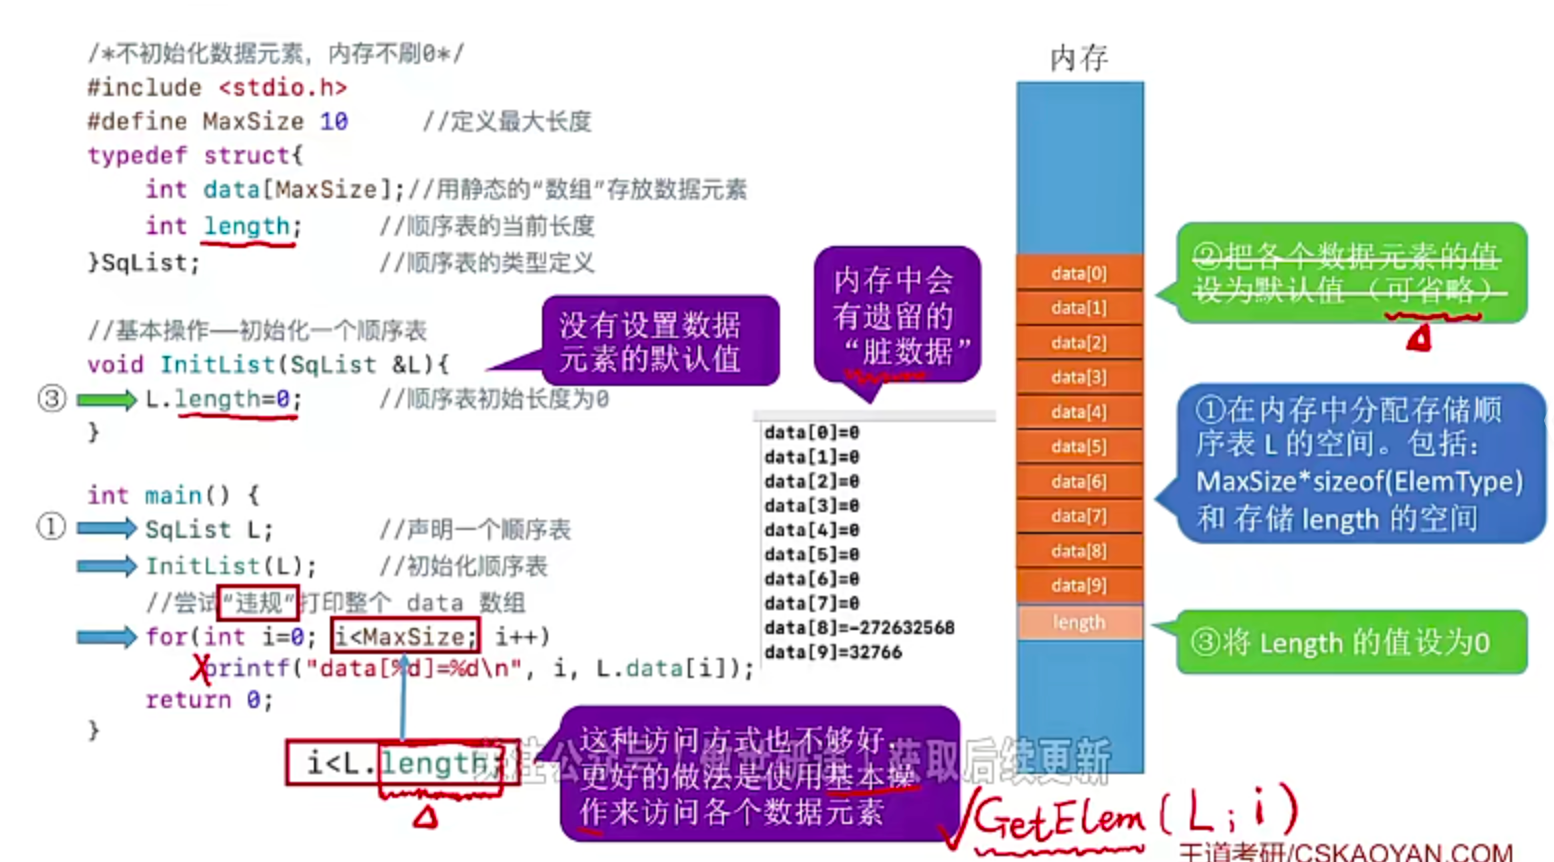 /*不初始化数据元素，内存不刷0*/
#include <stdio.h>
#define MaxSize 10 //定义最大长度
typedef struct{
int data[MaxSize];//用静态的“数组”存放数据元素
int length; //顺序表的当前长度
}SqList; //顺序表的类型定义
//基本操作——初始化一个顺序表
void InitList(SqList &L){
③ L.length=0; //顺序表初始长度为0
}
int main() {
① SqList L; //声明一个顺序表
InitList(L); //初始化顺序表
//尝试“违规”打印整个 data 数组
for(int i=0; i<MaxSize; i++)
printf("data[%d]=%d\n", i, L.data[i]);
return 0;
}
i<L.length;
没有设置数据
元素的默认值
内存中会
有遗留的
“脏数据”
data[0]=0
data[1]=0
data[2]=0
data[3]=0
data[4]=0
data[5]=0
data[6]=0
data[7]=0
data[8]=-272632568
data[9]=32766
这种访问方式也不够好，
更好的做法是使用基本操
作来访问各个数据元素
内存
data[0]
data[1]
data[2]
data[3]
data[4]
data[5]
data[6]
data[7]
data[8]
data[9]
length
②把各个数据元素的值
设为默认值（可省略）
①在内存中分配存储顺
序表 L 的空间。包括：
MaxSize*sizeof(ElemType)
和 存储 length 的空间
③将 Length 的值设为0
获取后续更新
GetElem(L, i)
王道考研/CSKAOYAN.COM